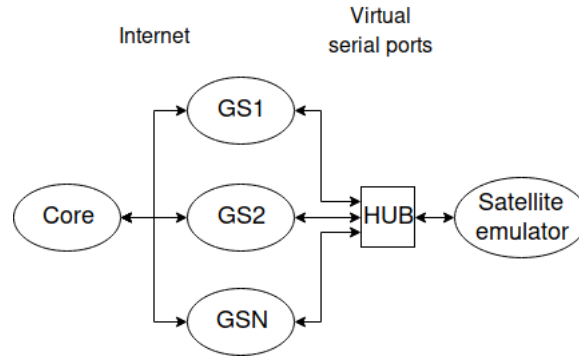 Internet
Virtual
serial ports
GS1
Core
GS2
HUB
Satellite
emulator
GSN